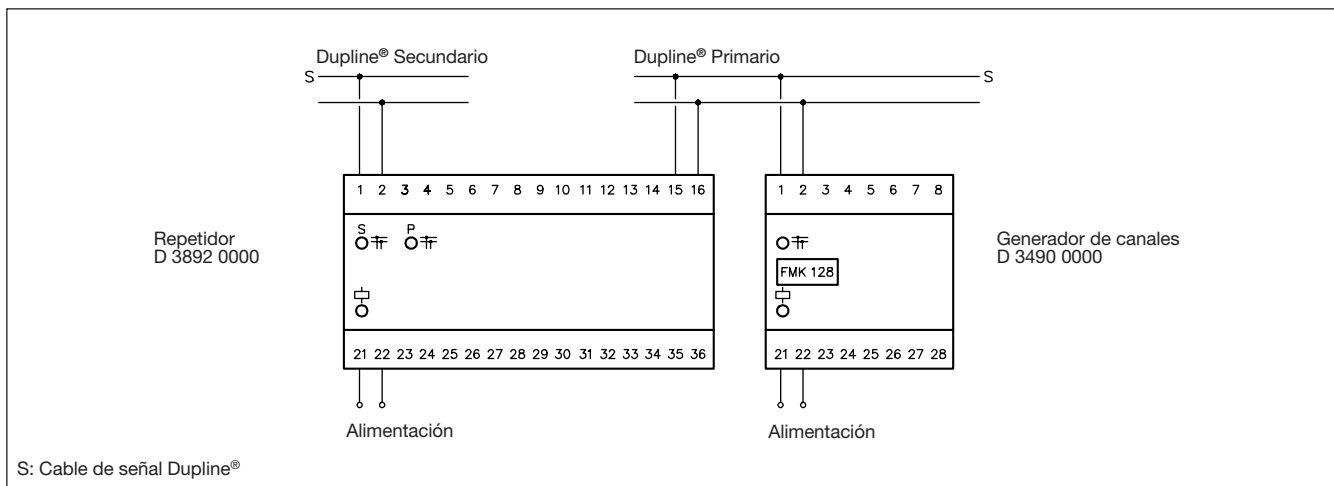 Dupline® Secundario
Dupline® Primario
S
S
1 2 3 4 5 6 7 8 9 10 11 12 13 14 15 16
1 2 3 4 5 6 7 8
S P
Repetidor
D 3892 0000
Generador de canales
D 3490 0000
FMK 128
21 22 23 24 25 26 27 28 29 30 31 32 33 34 35 36
21 22 23 24 25 26 27 28
Alimentación
Alimentación
S: Cable de señal Dupline®